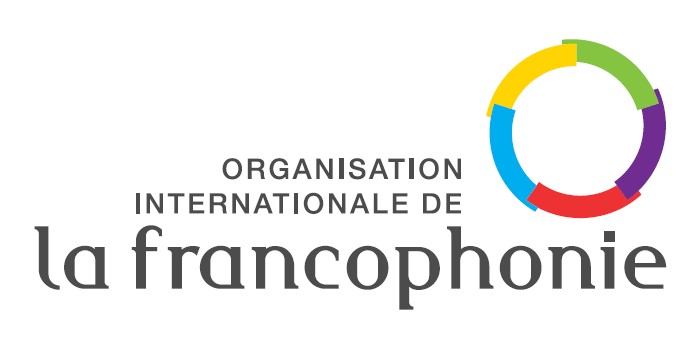 ORGANISATION
INTERNATIONALE DE
la francophonie